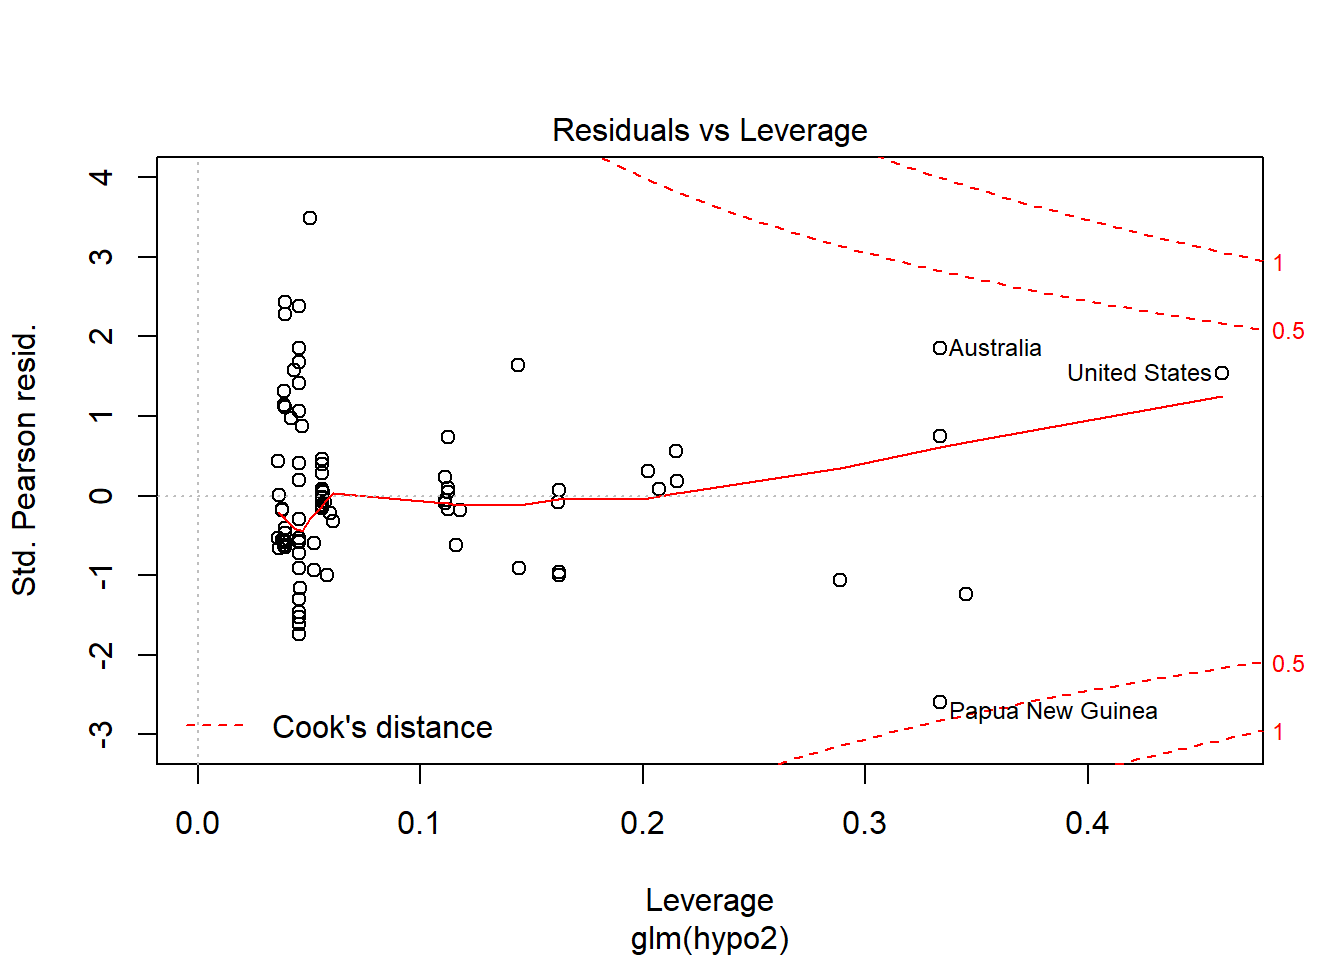 Residuals vs Leverage
Std. Pearson resid.
4
3
2
1
0
-1
-2
-3
1
0.5
0.5
1
Australia
United States
Papua New Guinea
Cook's distance
0.0
0.1
0.2
0.3
0.4
Leverage
glm(hypo2)